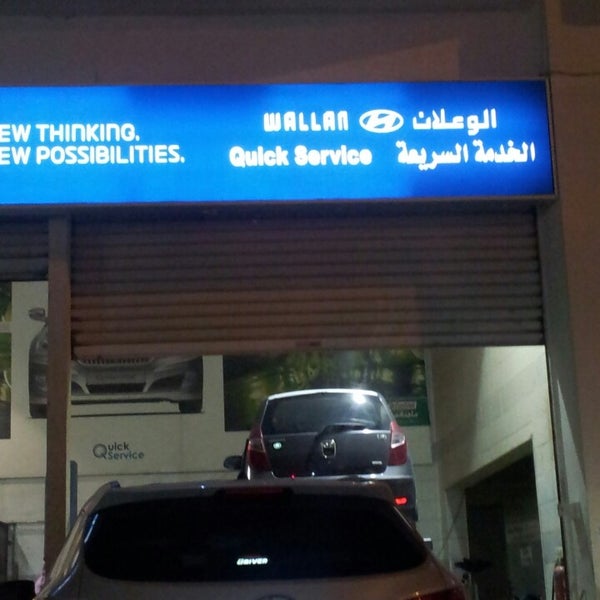 EW THINKING.
EW POSSIBILITIES.
WALLAN الوعلان
Quick Service الخدمة السريعة
Quick
Service
DRIVER